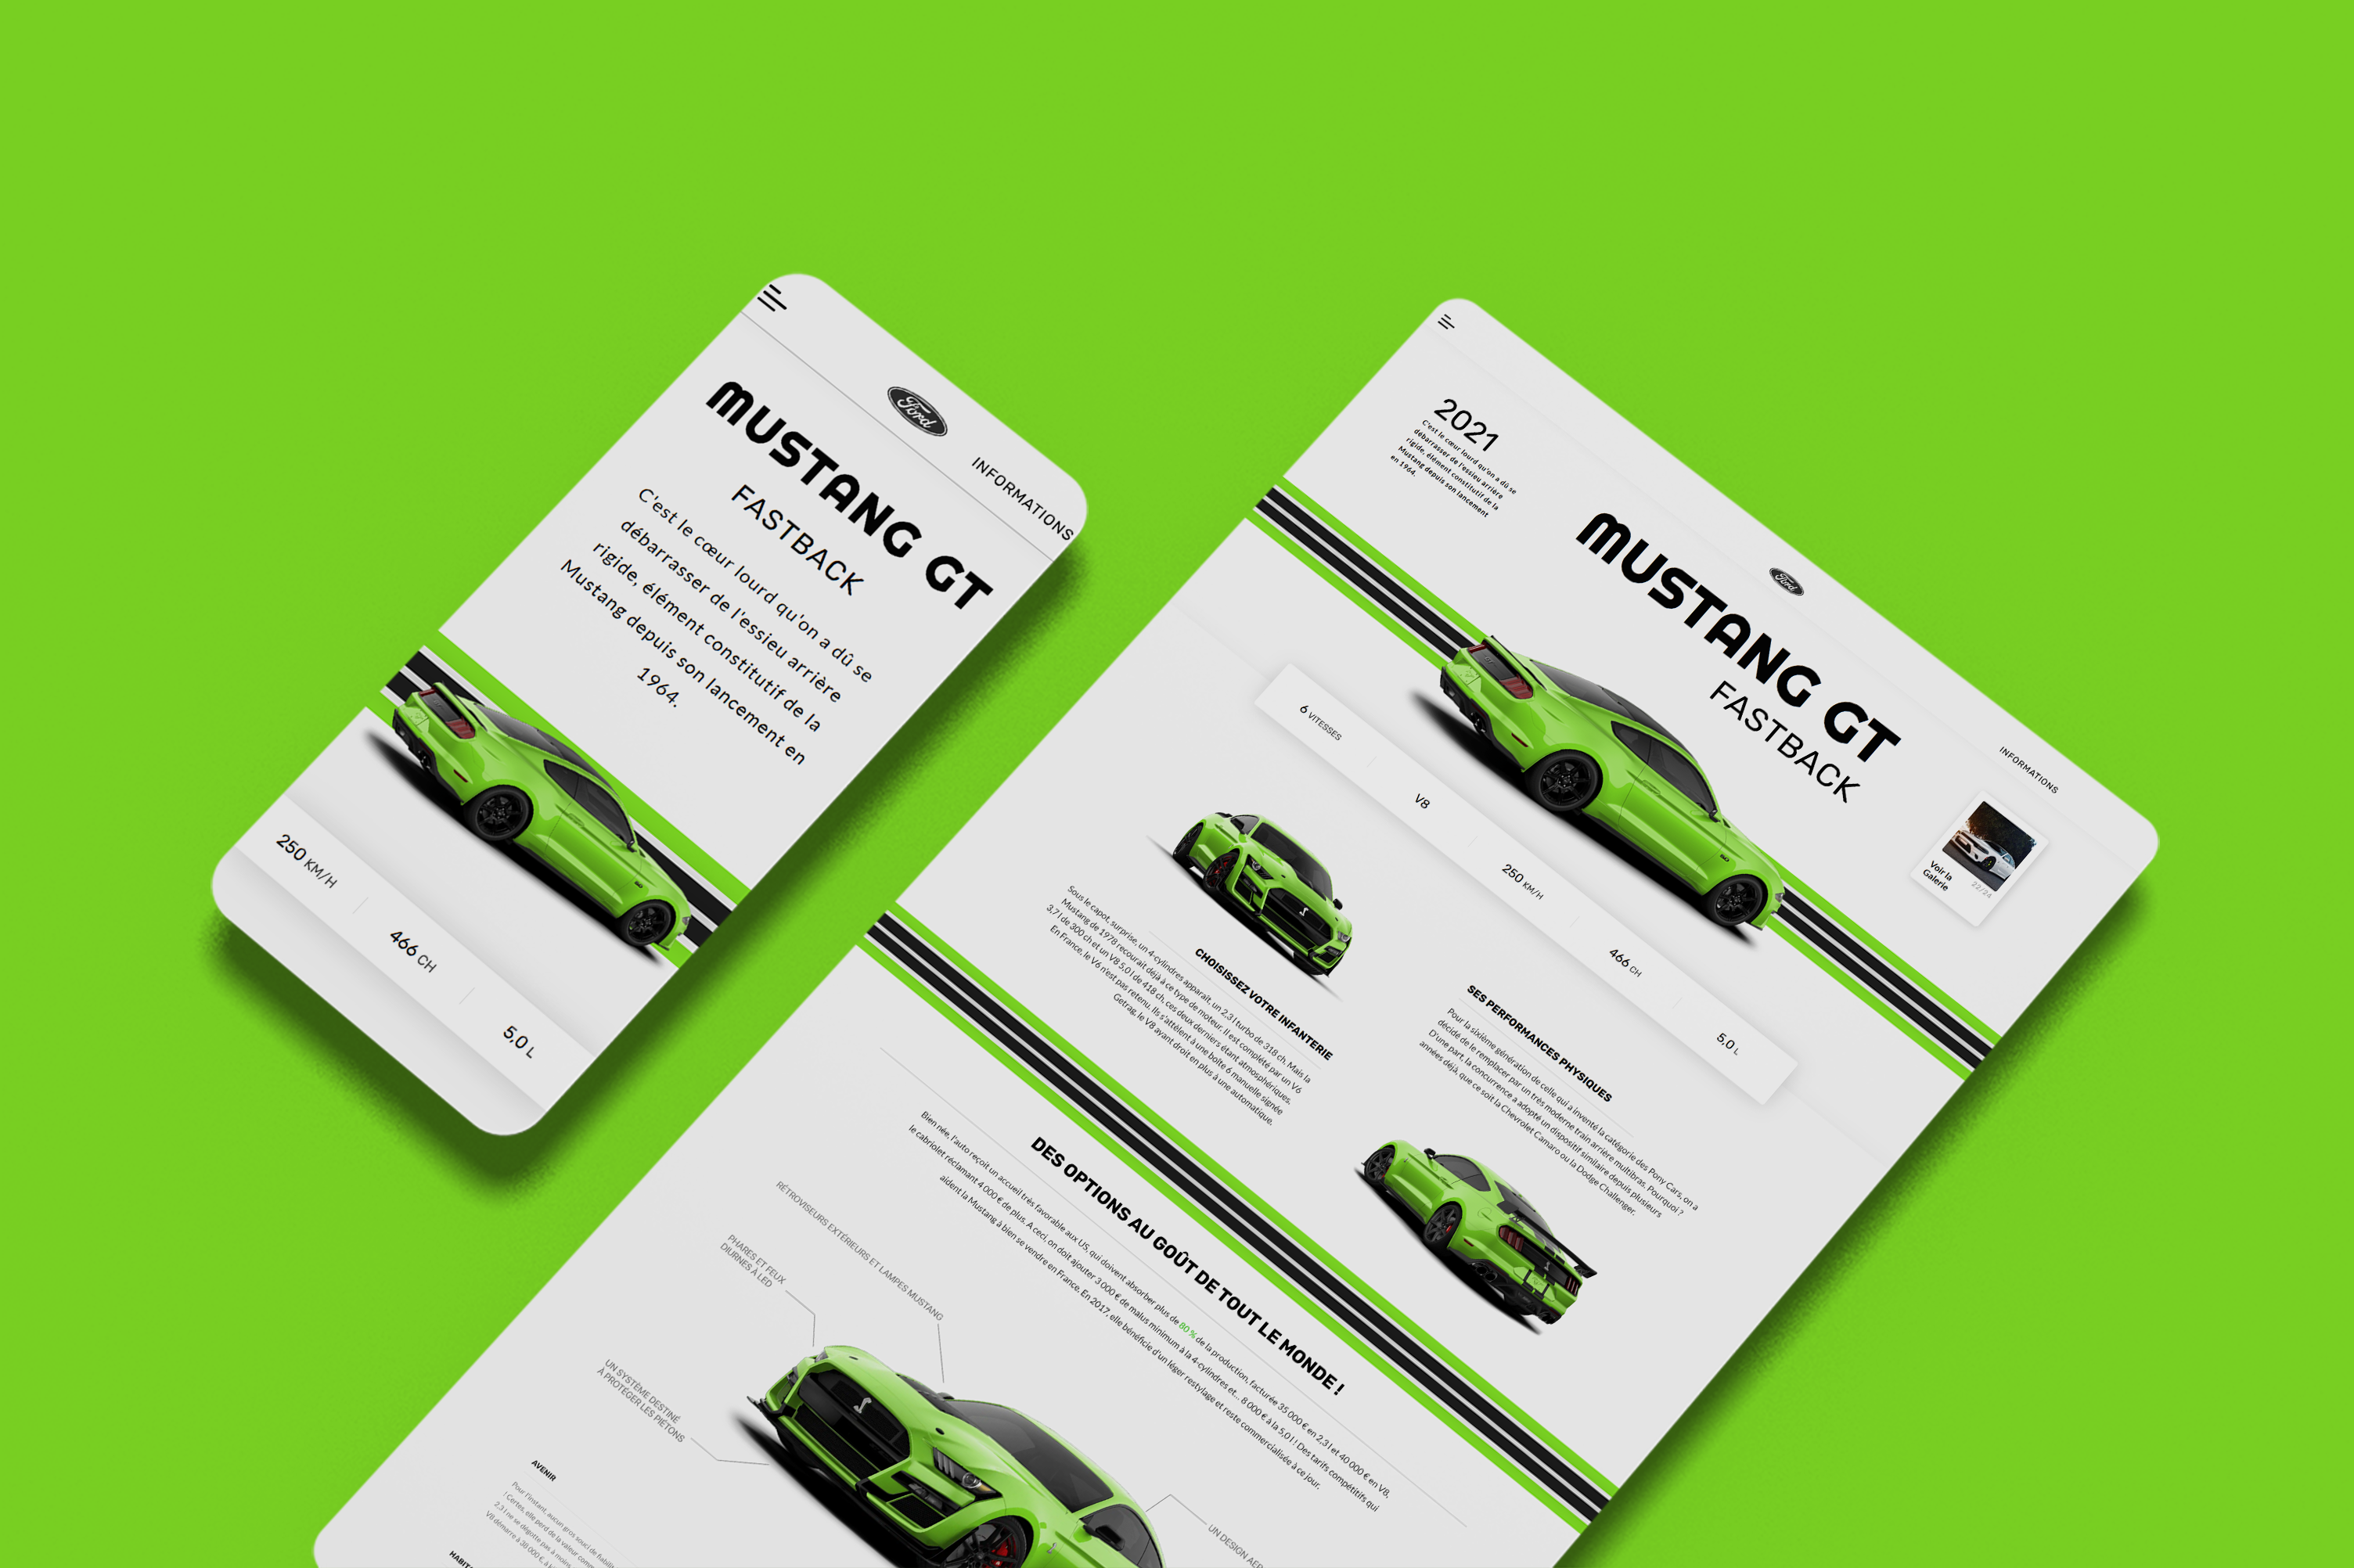 Ford
INFORMATIONS
MUSTANG GT
FASTBACK
C'est le cœur lourd qu'on a dû se
débarrasser de l'essieu arrière
rigide, élément constitutif de la
Mustang depuis son lancement en
1964.
250 KM/H
466 CH
5,0 L
Ford
INFORMATIONS
2021
C'est le cœur lourd qu'on a dû se
débarrasser de l'essieu arrière
rigide, élément constitutif de la
Mustang depuis son lancement
en 1964.
MUSTANG GT
FASTBACK
Voir la
Galerie
22/24
6 VITESSES
V8
250 KM/H
466 CH
5,0 L
CHOISISSEZ VOTRE INFANTERIE
Sous le capot, surprise, un 4-cylindres apparaît, un 2,3 l turbo de 318 ch. Mais la
Mustang de 1978 recourait déjà à ce type de moteur. Il est complété par un V6
3,7 l de 300 ch et un V8 5,0 l de 418 ch, ces deux derniers étant atmosphériques.
En France, le V6 n'est pas retenu. Ils s'attèlent à une boîte 6 manuelle signée
Getrag, le V8 ayant droit en plus à une automatique.
SES PERFORMANCES PHYSIQUES
Pour la sixième génération de celle qui a inventé la catégorie des Pony Cars, on a
décidé de le remplacer par un très moderne train arrière multibras. Pourquoi ?
D'une part, la concurrence a adopté un dispositif similaire depuis plusieurs
années déjà, que ce soit la Chevrolet Camaro ou la Dodge Challenger.
DES OPTIONS AU GOÛT DE TOUT LE MONDE !
Bien née, l'auto reçoit un accueil très favorable aux US, qui doivent absorber plus de 80 % de la production, facturée 35 000 € en 2,3 l et 40 000 € en V8,
le cabriolet réclamant 4 000 € de plus. A ceci, on doit ajouter 3 000 € de malus minimum à la 4-cylindres et... 8 000 € à la 5,0 l ! Des tarifs compétitifs qui
aident la Mustang à bien se vendre en France. En 2017, elle bénéficie d'un léger restylage et reste commercialisée à ce jour.
RÉTROVISEURS EXTÉRIEURS ET LAMPES MUSTANG
PHARES ET FEUX
DIURNES À LED
UN SYSTÈME DESTINÉ
À PROTÉGER LES PIÉTONS
UN DESIGN
AVENIR
Pour l'instant, aucun gros souci de
! Certes, elle perd de la valeur
2,3 l ne se dégotte pas à moins
V8 démarre à 38 000 €, à